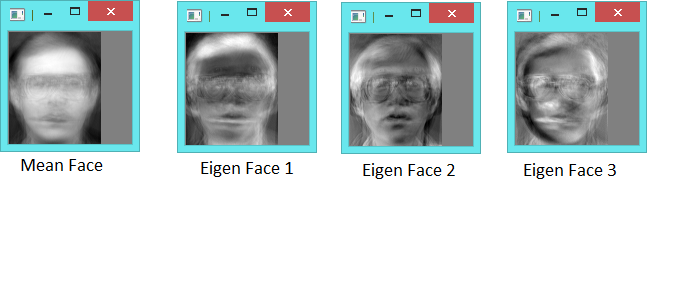 Mean Face
Eigen Face 1
Eigen Face 2
Eigen Face 3